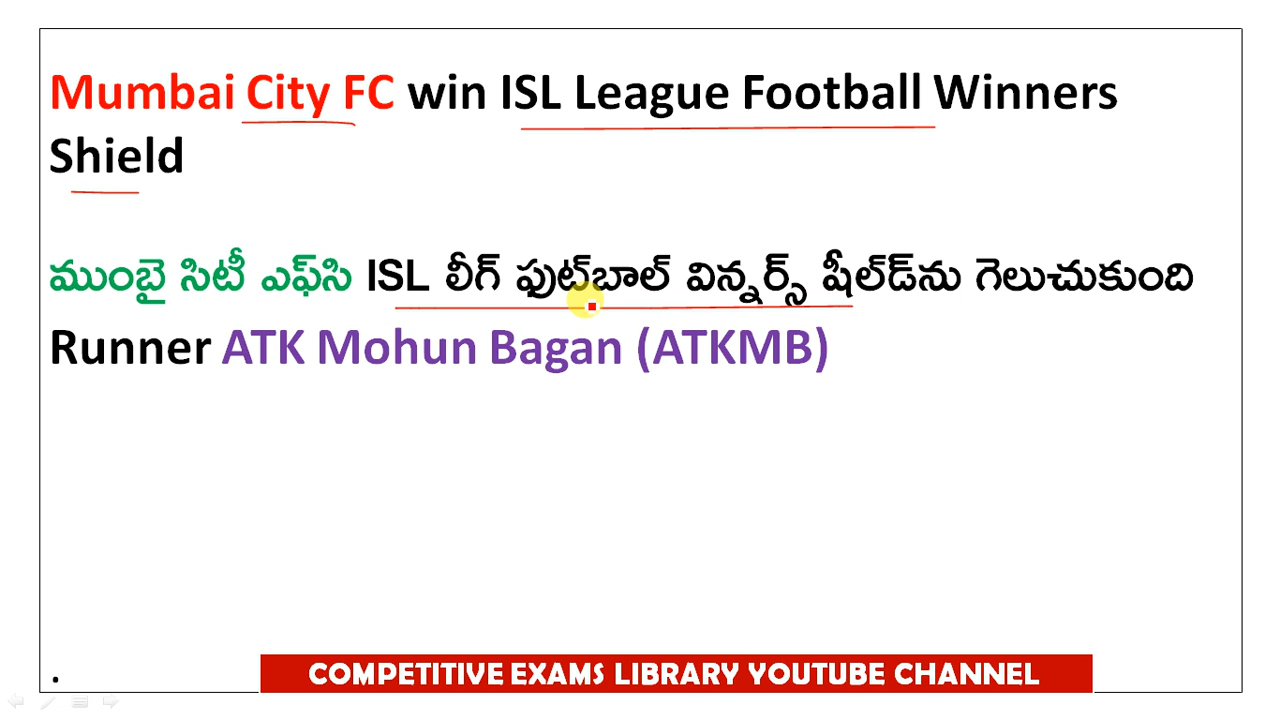 Mumbai City FC win ISL League Football Winners
Shield
ముంబై సిటీ ఎఫ్‌సి ISL లీగ్ ఫుట్‌బాల్ విన్నర్స్ షీల్డ్‌ను గెలుచుకుంది
Runner ATK Mohun Bagan (ATKMB)
.
COMPETITIVE EXAMS LIBRARY YOUTUBE CHANNEL